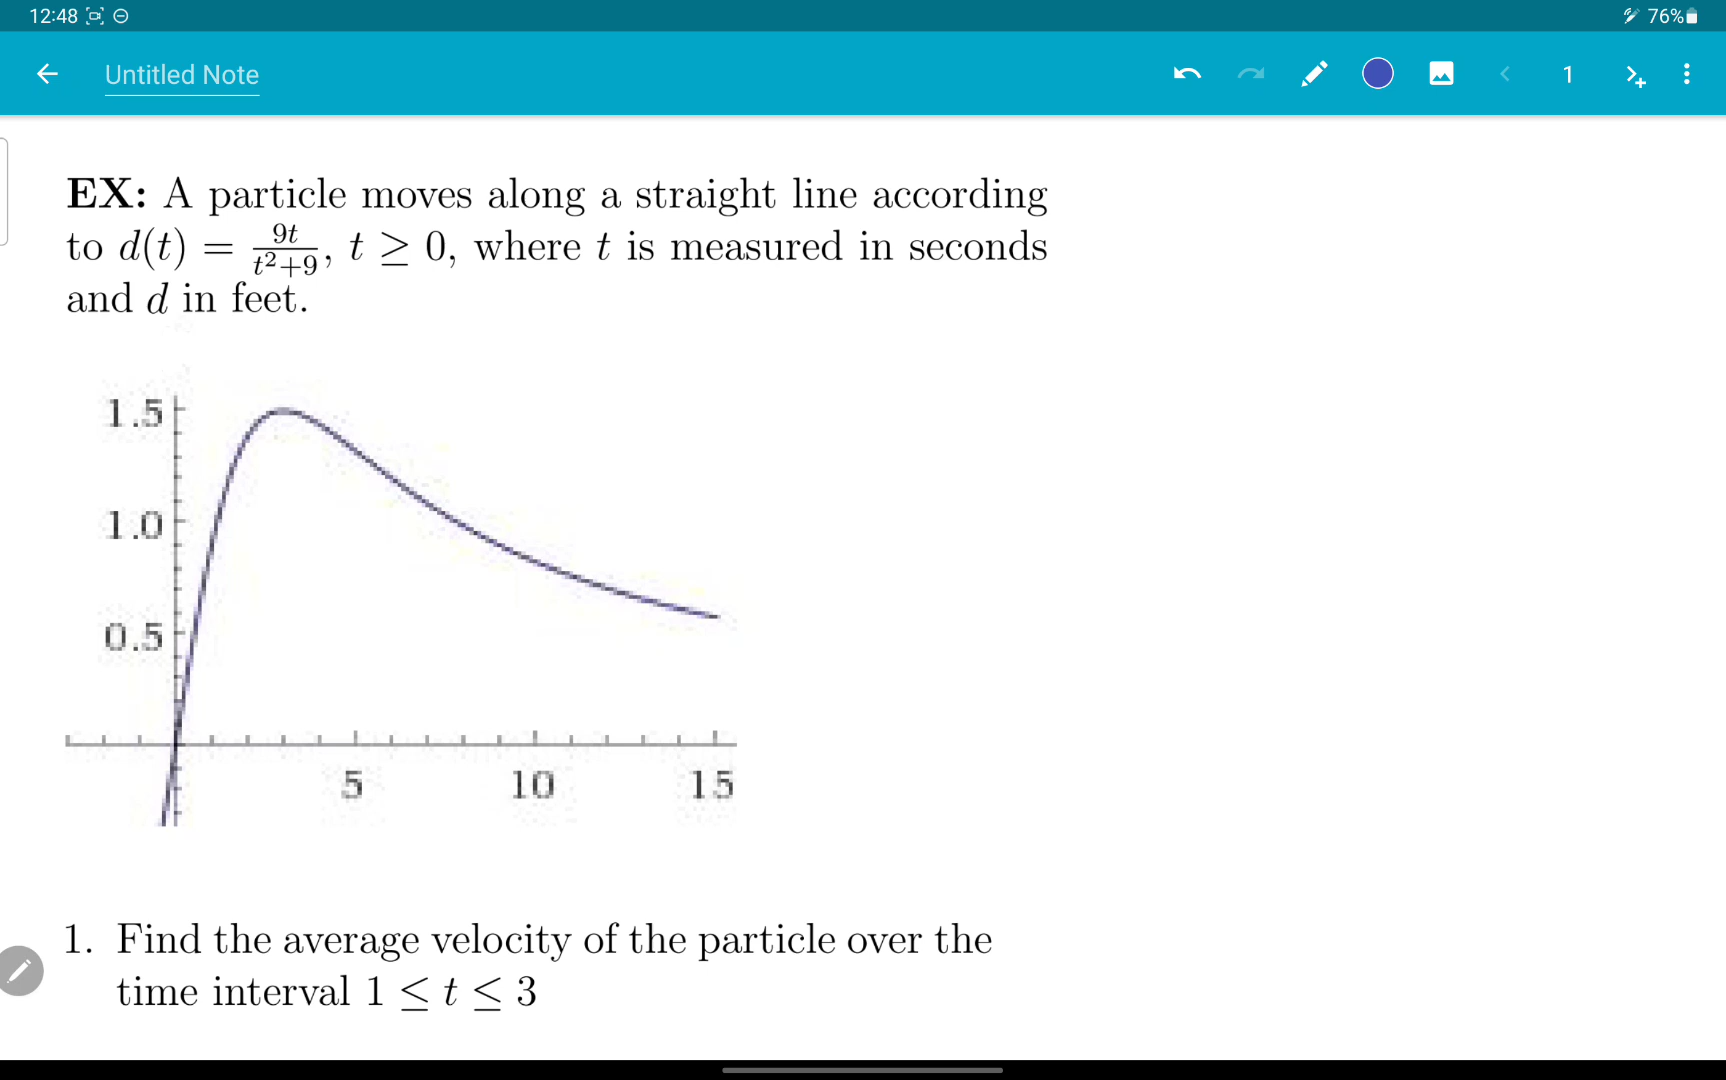 12:48 76%
Untitled Note 1
EX: A particle moves along a straight line according
to d(t) = 9t/(t²+9), t ≥ 0, where t is measured in seconds
and d in feet.
1.5
1.0
0.5
5 10 15
1. Find the average velocity of the particle over the
time interval 1 ≤ t ≤ 3